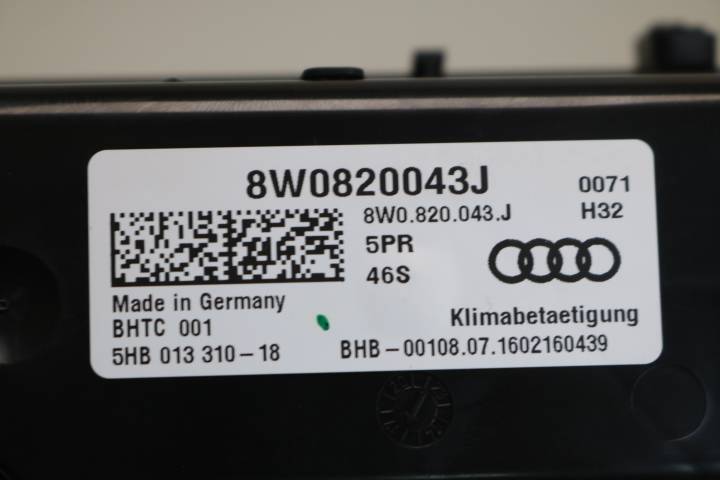 8W0820043J
0071
8W0.820.043.J
H32
5PR
46S
Made in Germany
BHTC 001
Klimabetaetigung
5HB 013 310-18
BHB-00108.07.1602160439